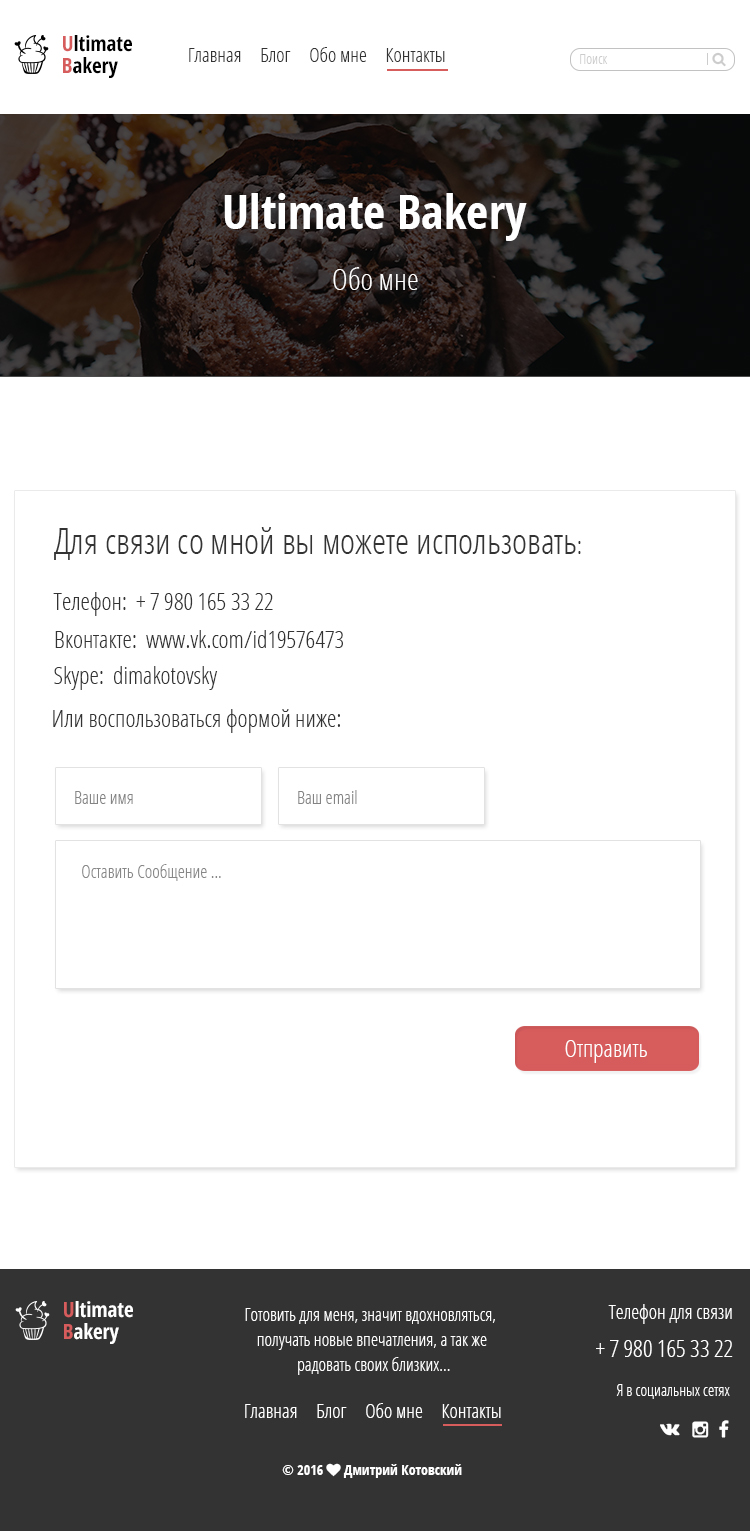 Ultimate
Bakery
Главная Блог Обо мне Контакты
Поиск
Ultimate Bakery
Обо мне
Для связи со мной вы можете использовать:
Телефон: + 7 980 165 33 22
Вконтакте: www.vk.com/id19576473
Skype: dimakotovsky
Или воспользоваться формой ниже:
Ваше имя
Ваш email
Оставить Сообщение ...
Отправить
Ultimate
Bakery
Готовить для меня, значит вдохновляться,
получать новые впечатления, а так же
радовать своих близких...
Главная Блог Обо мне Контакты
© 2016 ❤ Дмитрий Котовский
Телефон для связи
+ 7 980 165 33 22
Я в социальных сетях